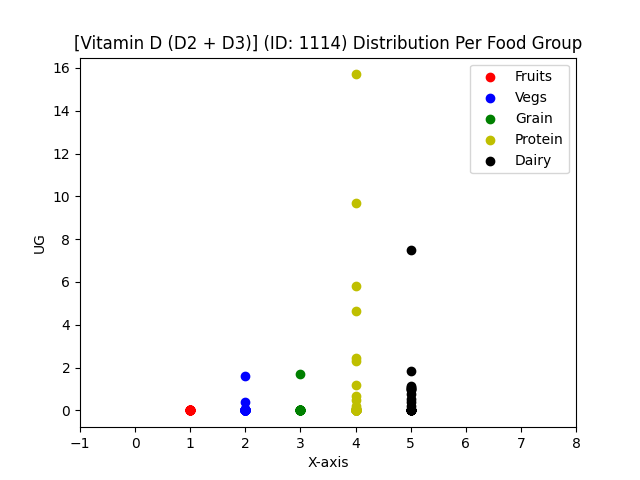 [Vitamin D (D2 + D3)] (ID: 1114) Distribution Per Food Group
16
14
12
10
8
6
4
2
0
UG
Fruits
Vegs
Grain
Protein
Dairy
−1 0 1 2 3 4 5 6 7 8
X-axis